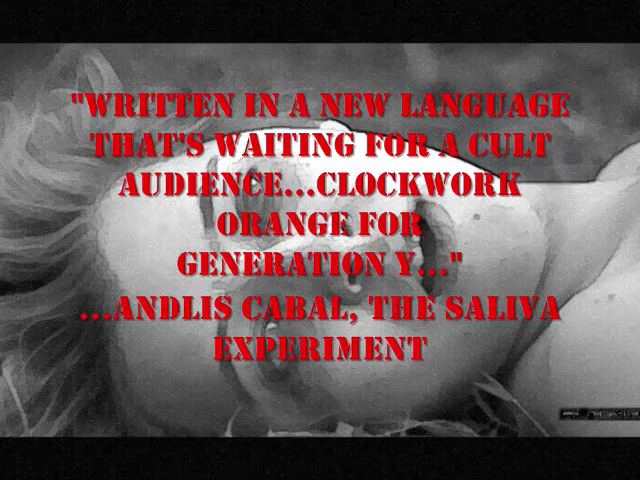 "WRITTEN IN A NEW LANGUAGE
THAT'S WAITING FOR A CULT
AUDIENCE...CLOCKWORK
ORANGE FOR
GENERATION Y..."
...ANDLIS CABAL, THE SALIVA
EXPERIMENT